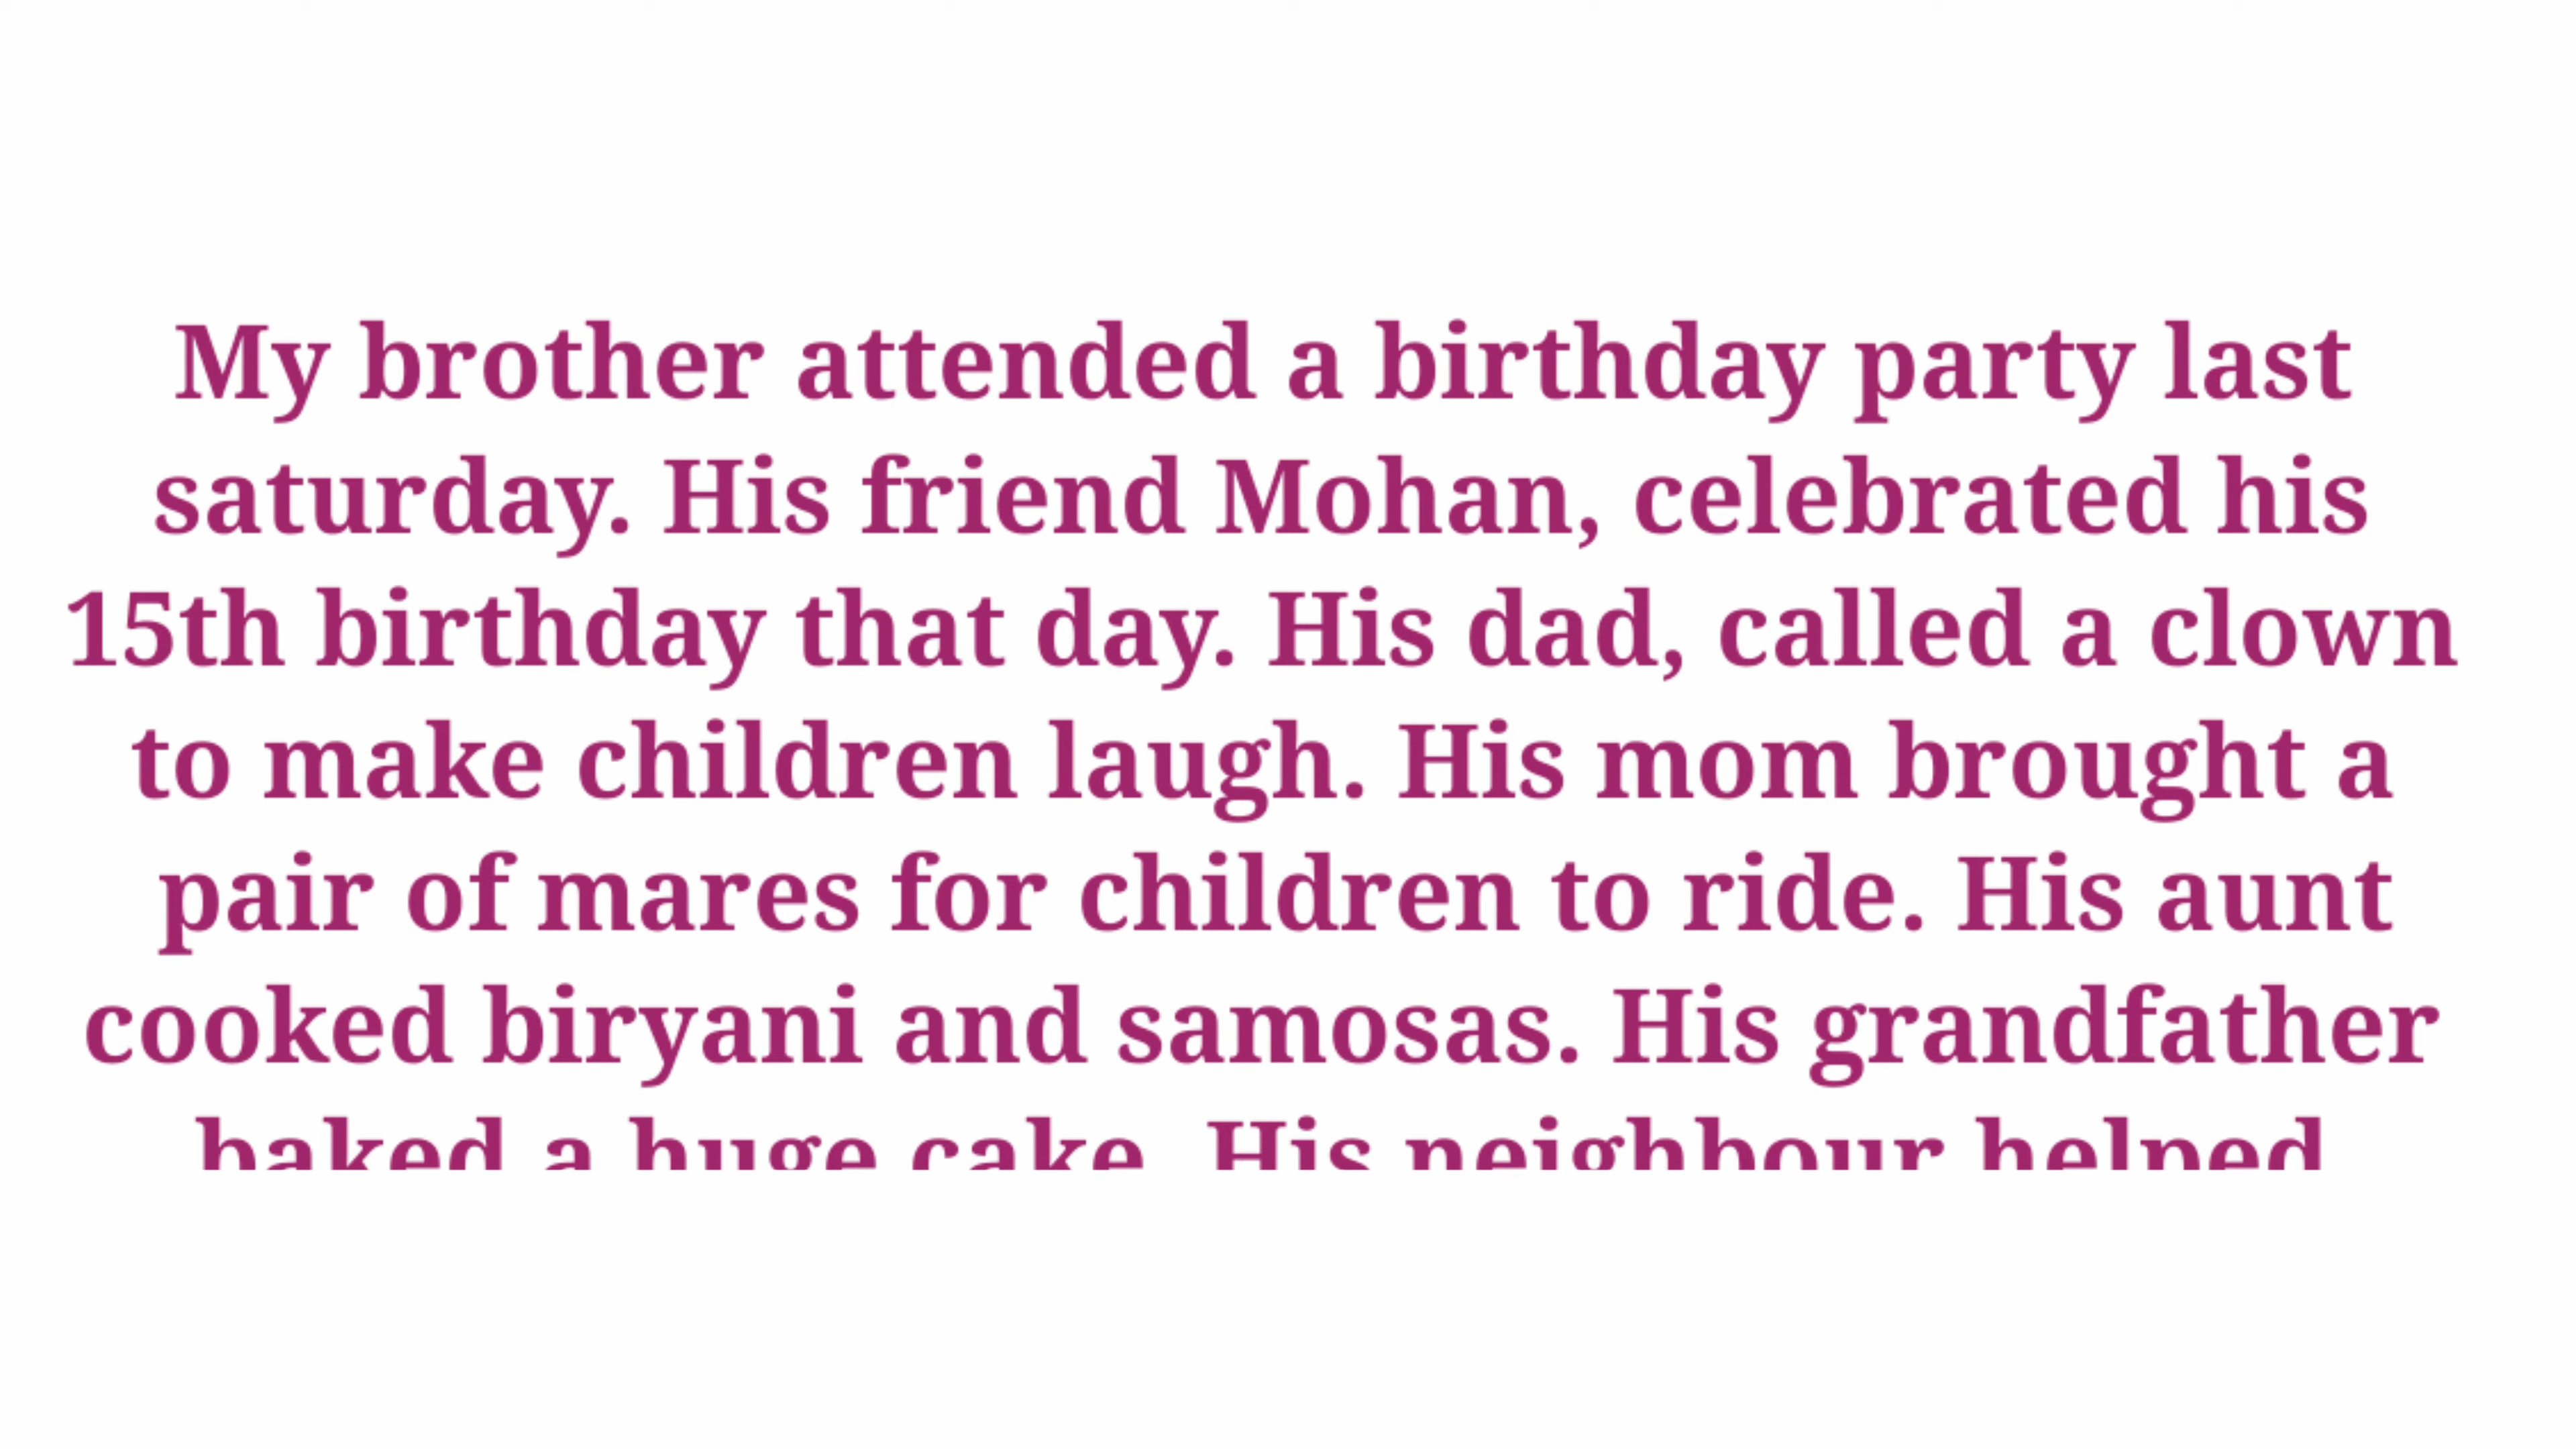 My brother attended a birthday party last
saturday. His friend Mohan, celebrated his
15th birthday that day. His dad, called a clown
to make children laugh. His mom brought a
pair of mares for children to ride. His aunt
cooked biryani and samosas. His grandfather
baked a huge cake. His neighbour helped